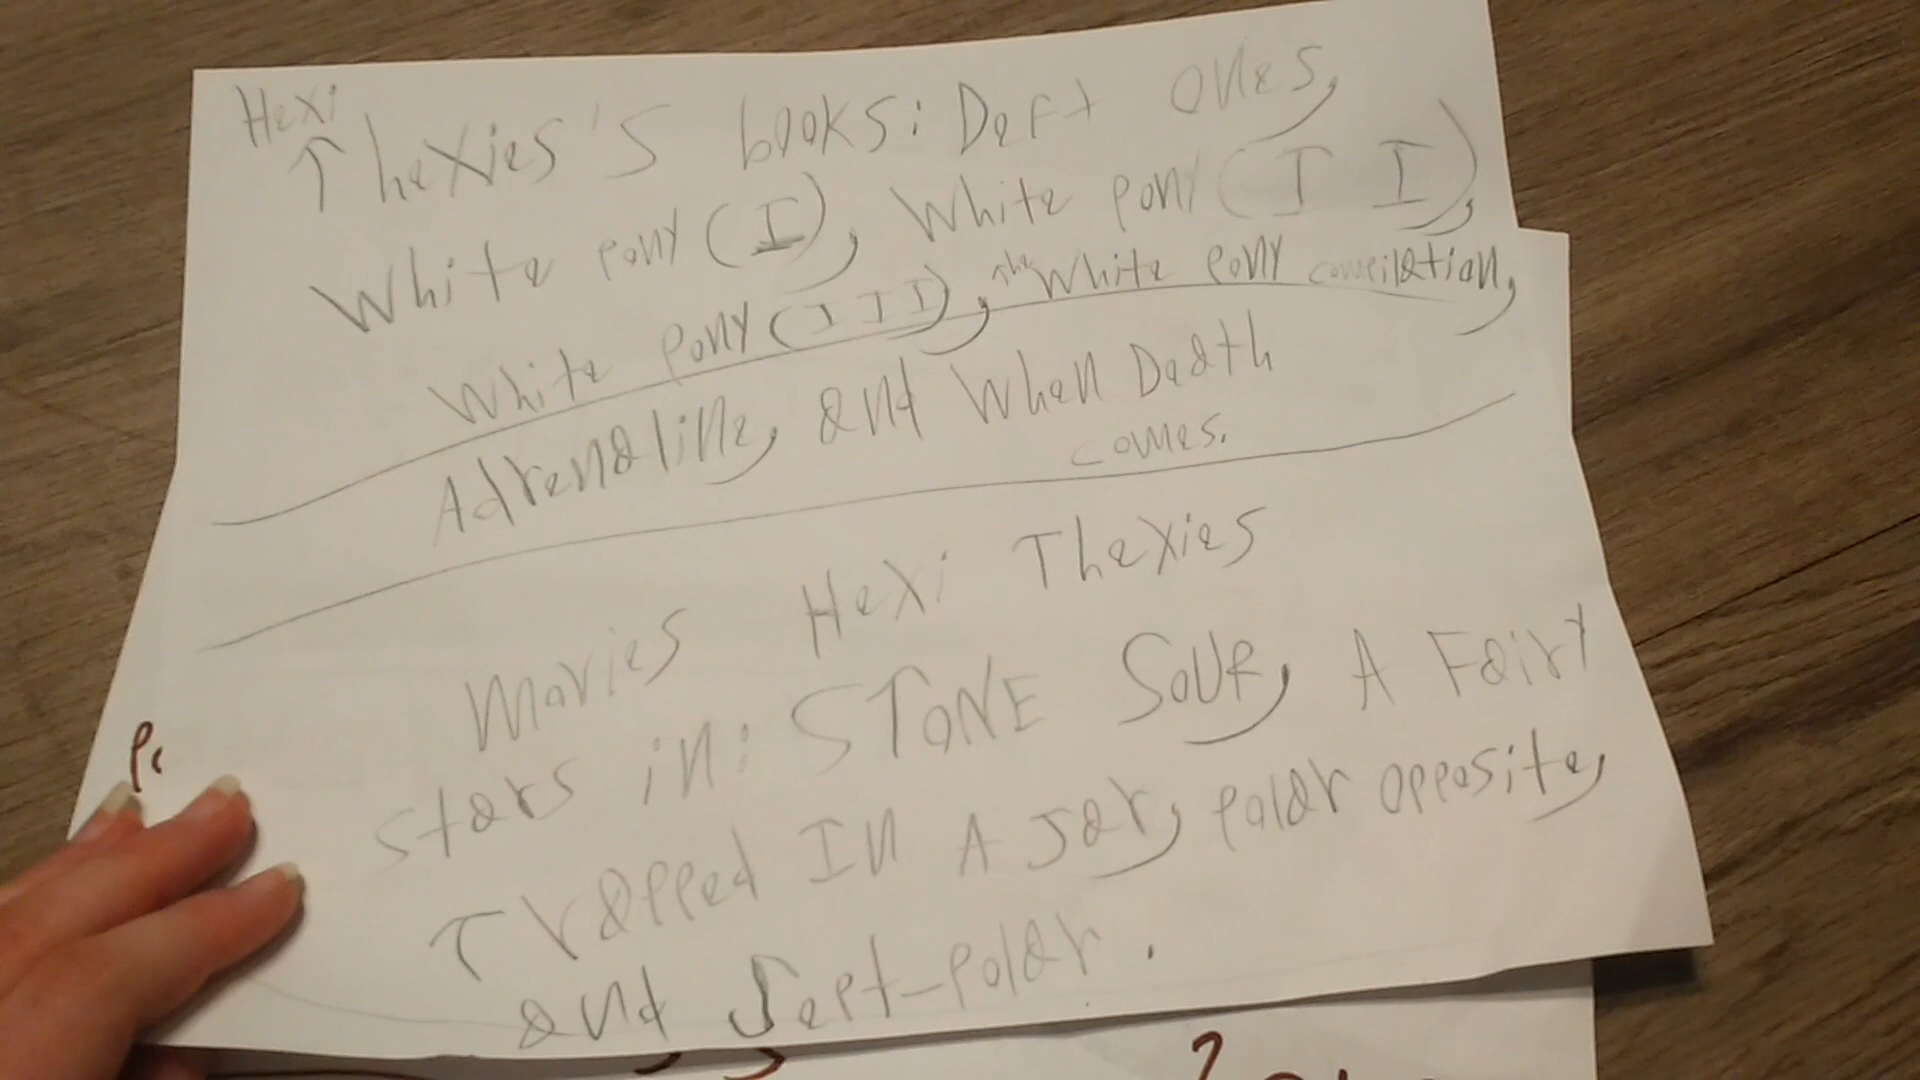 Hexi
Thexies's books: Deft ones,
White pony (I), White pony (II),
White pony (III), the White pony compilation,
Adrenaline, and When Death
comes.
Movies Hexi Thexies
stars in: STONE SOUR, A Fairy
Trapped In A Jar, polar opposite,
and Sept-polar.